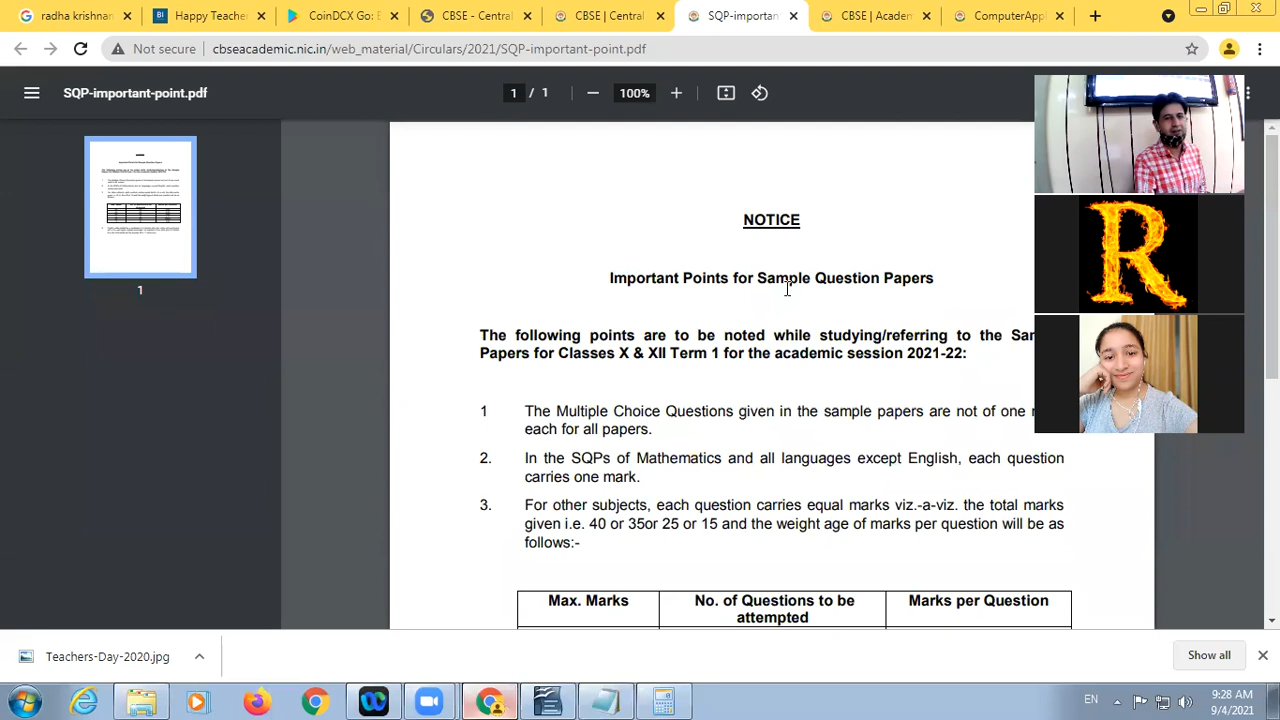 radha krishnan
Happy Teache
CoinDCX Go: E
CBSE - Central
CBSE | Central
SQP-importan
CBSE | Academ
ComputerAppl
Not secure
cbseacademic.nic.in/web_material/Circulars/2021/SQP-important-point.pdf
SQP-important-point.pdf
1 / 1
100%
1
NOTICE
Important Points for Sample Question Papers
The following points are to be noted while studying/referring to the Sam
Papers for Classes X & XII Term 1 for the academic session 2021-22:
1 The Multiple Choice Questions given in the sample papers are not of one
each for all papers.
2. In the SQPs of Mathematics and all languages except English, each question
carries one mark.
3. For other subjects, each question carries equal marks viz.-a-viz. the total marks
given i.e. 40 or 35or 25 or 15 and the weight age of marks per question will be as
follows:-
Max. Marks
No. of Questions to be
attempted
Marks per Question
R
Teachers-Day-2020.jpg
Show all
EN
9:28 AM
9/4/2021